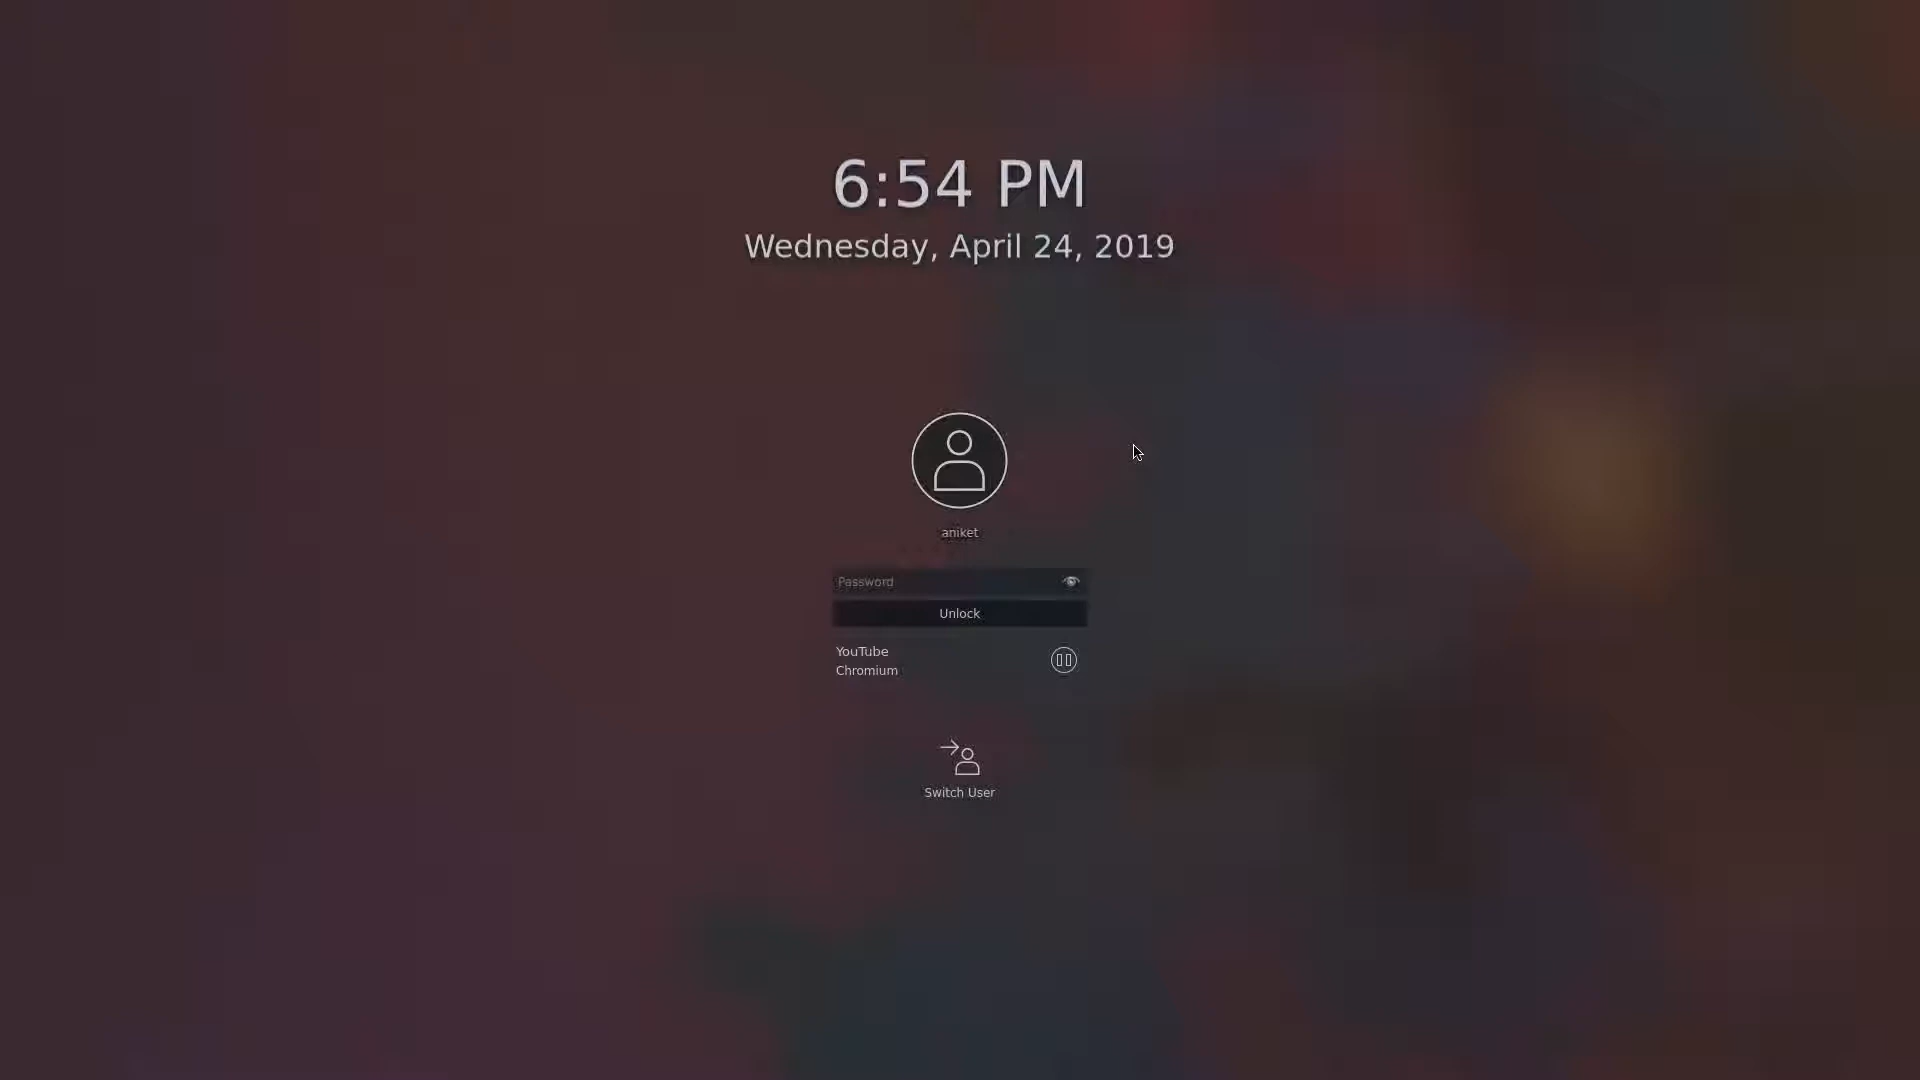 6:54 PM
Wednesday, April 24, 2019
aniket
Password
Unlock
YouTube
Chromium
Switch User